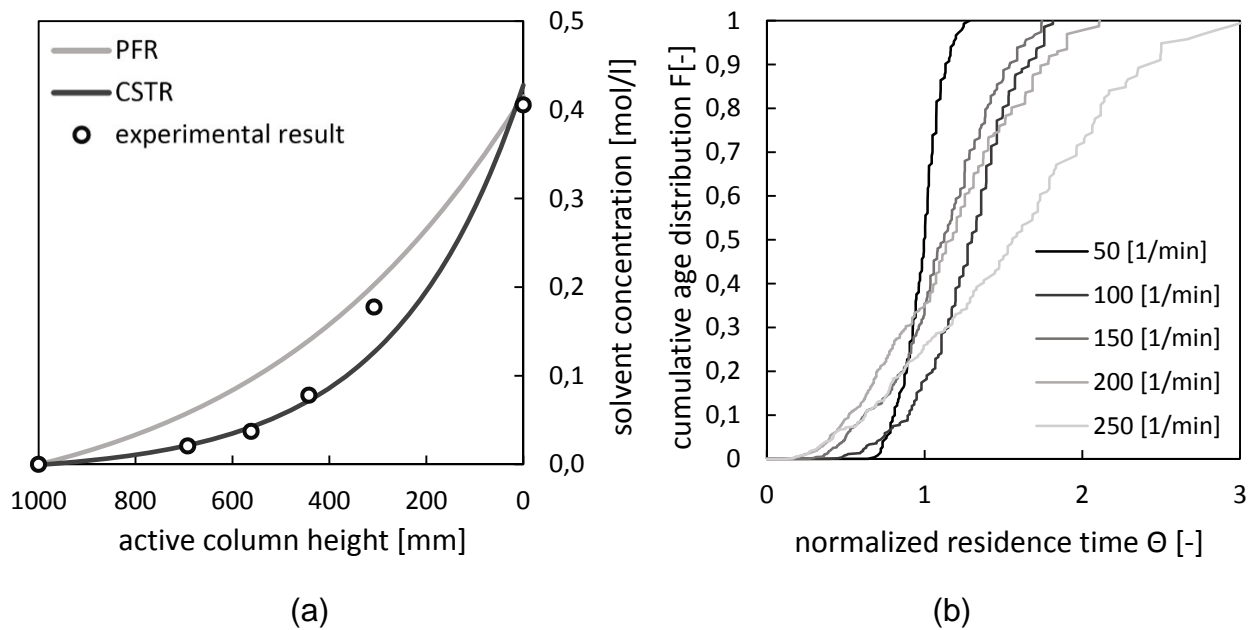 PFR
CSTR
experimental result
0,5
0,4
0,3
0,2
0,1
0,0
solvent concentration [mol/l]
1000 800 600 400 200 0
active column height [mm]
(a)
cumulative age distribution F[-]
1
0,9
0,8
0,7
0,6
0,5
0,4
0,3
0,2
0,1
0
50 [1/min]
100 [1/min]
150 [1/min]
200 [1/min]
250 [1/min]
0 1 2 3
normalized residence time Θ [-]
(b)